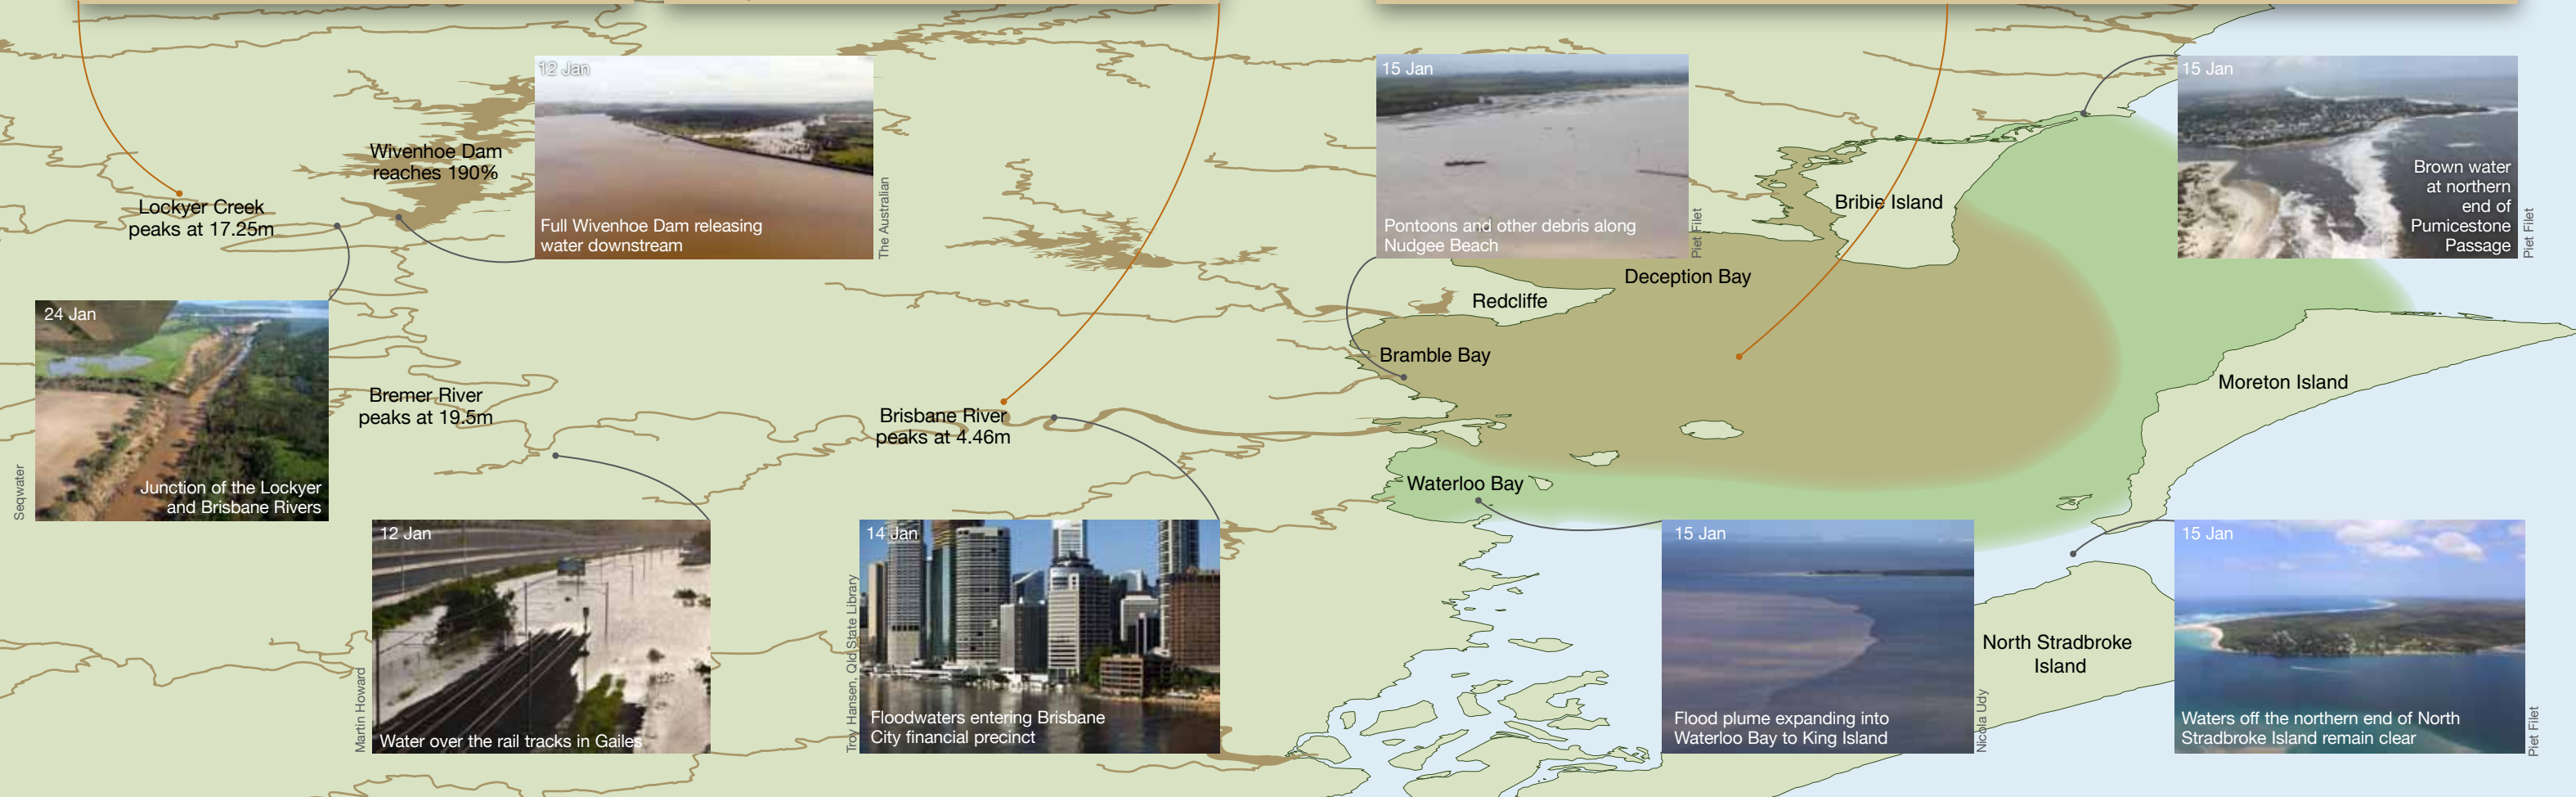 12 Jan
Full Wivenhoe Dam releasing
water downstream
The Australian
15 Jan
Pontoons and other debris along
Nudgee Beach
Piet Filet
15 Jan
Brown water
at northern
end of
Pumicestone
Passage
Piet Filet
Wivenhoe Dam
reaches 190%
Lockyer Creek
peaks at 17.25m
Bribie Island
Deception Bay
Redcliffe
24 Jan
Junction of the Lockyer
and Brisbane Rivers
Seqwater
Bremer River
peaks at 19.5m
Brisbane River
peaks at 4.46m
Bramble Bay
Moreton Island
Waterloo Bay
12 Jan
Water over the rail tracks in Gailes
Martin Howard
14 Jan
Floodwaters entering Brisbane
City financial precinct
Troy Hansen, Qld State Library
15 Jan
Flood plume expanding into
Waterloo Bay to King Island
Nicola Udy
North Stradbroke
Island
15 Jan
Waters off the northern end of North
Stradbroke Island remain clear
Piet Filet